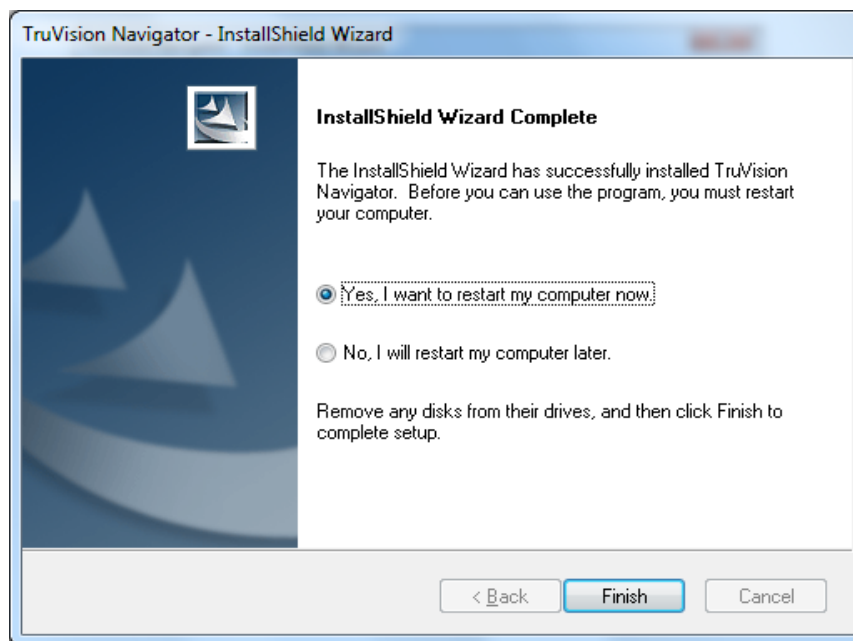 TruVision Navigator - InstallShield Wizard
InstallShield Wizard Complete
The InstallShield Wizard has successfully installed TruVision
Navigator. Before you can use the program, you must restart
your computer.
Yes, I want to restart my computer now.
No, I will restart my computer later.
Remove any disks from their drives, and then click Finish to
complete setup.
< Back Finish Cancel